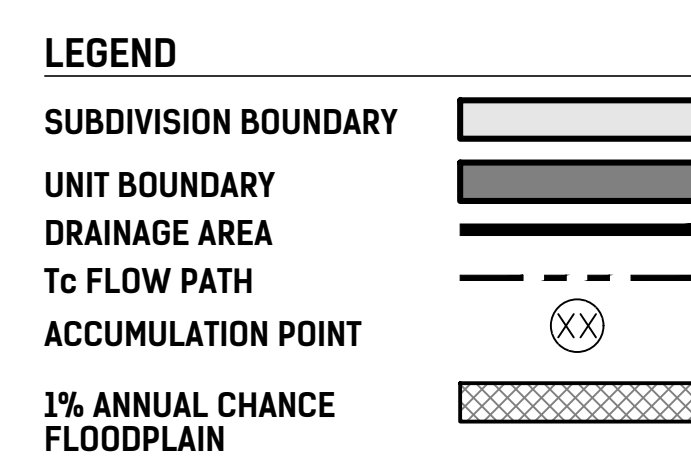 LEGEND
SUBDIVISION BOUNDARY
UNIT BOUNDARY
DRAINAGE AREA
Tc FLOW PATH
ACCUMULATION POINT XX
1% ANNUAL CHANCE
FLOODPLAIN